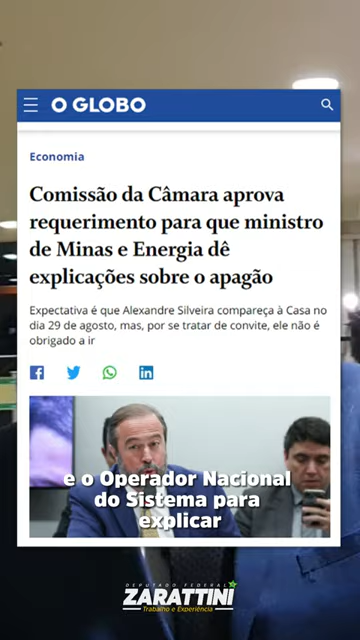 O GLOBO
Economia
Comissão da Câmara aprova
requerimento para que ministro
de Minas e Energia dê
explicações sobre o apagão
Expectativa é que Alexandre Silveira compareça à Casa no
dia 29 de agosto, mas, por se tratar de convite, ele não é
obrigado a ir
e o Operador Nacional
do Sistema para
explicar
DEPUTADO FEDERAL
ZARATTINI
Trabalho e Experiência